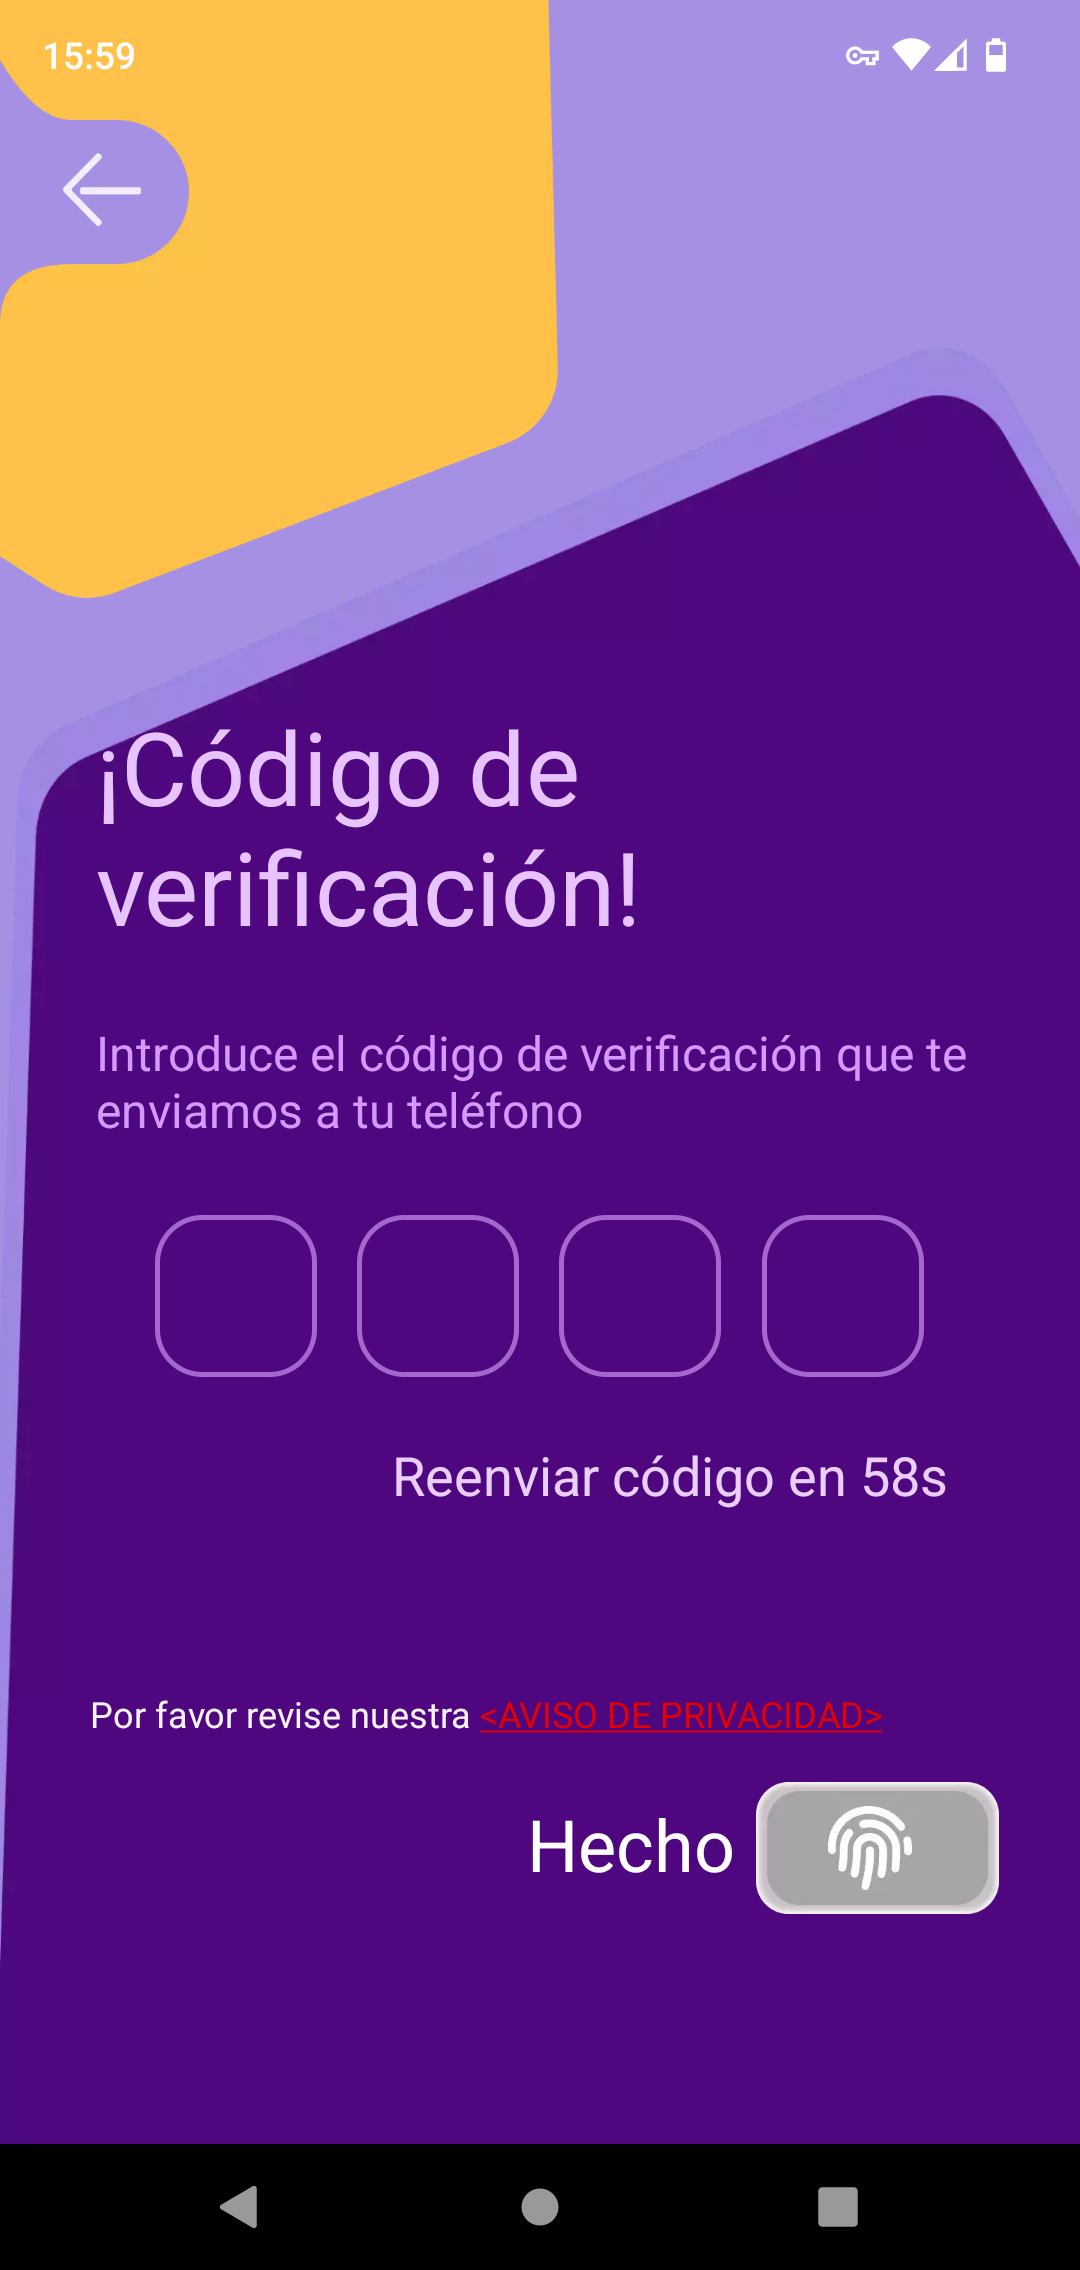 15:59
¡Código de
verificación!
Introduce el código de verificación que te
enviamos a tu teléfono
Reenviar código en 58s
Por favor revise nuestra <AVISO DE PRIVACIDAD>
Hecho